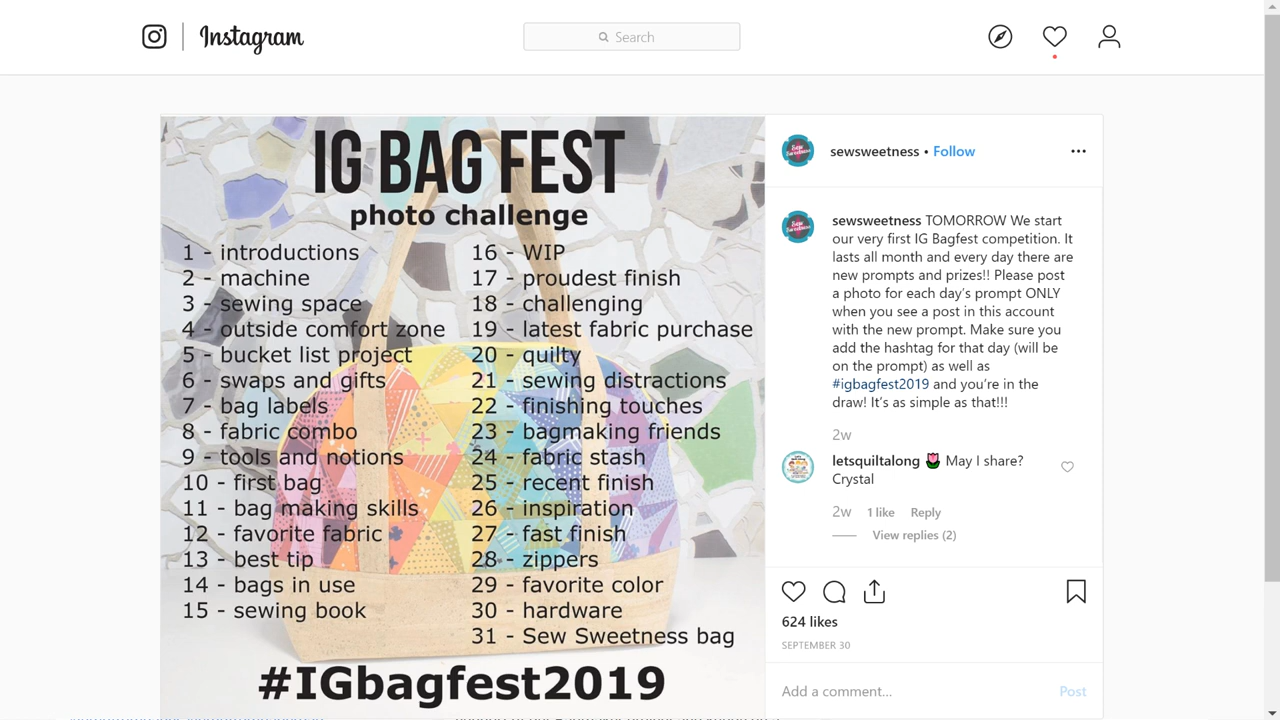 Instagram
Search
IG BAG FEST
photo challenge
1 - introductions
2 - machine
3 - sewing space
4 - outside comfort zone
5 - bucket list project
6 - swaps and gifts
7 - bag labels
8 - fabric combo
9 - tools and notions
10 - first bag
11 - bag making skills
12 - favorite fabric
13 - best tip
14 - bags in use
15 - sewing book
16 - WIP
17 - proudest finish
18 - challenging
19 - latest fabric purchase
20 - quilty
21 - sewing distractions
22 - finishing touches
23 - bagmaking friends
24 - fabric stash
25 - recent finish
26 - inspiration
27 - fast finish
28 - zippers
29 - favorite color
30 - hardware
31 - Sew Sweetness bag
#IGbagfest2019
sewsweetness • Follow
sewsweetness TOMORROW We start
our very first IG Bagfest competition. It
lasts all month and every day there are
new prompts and prizes!! Please post
a photo for each day's prompt ONLY
when you see a post in this account
with the new prompt. Make sure you
add the hashtag for that day (will be
on the prompt) as well as
#igbagfest2019 and you're in the
draw! It's as simple as that!!!
2w
letsquiltalong 🌷 May I share?
Crystal
2w 1 like Reply
View replies (2)
624 likes
SEPTEMBER 30
Add a comment... Post